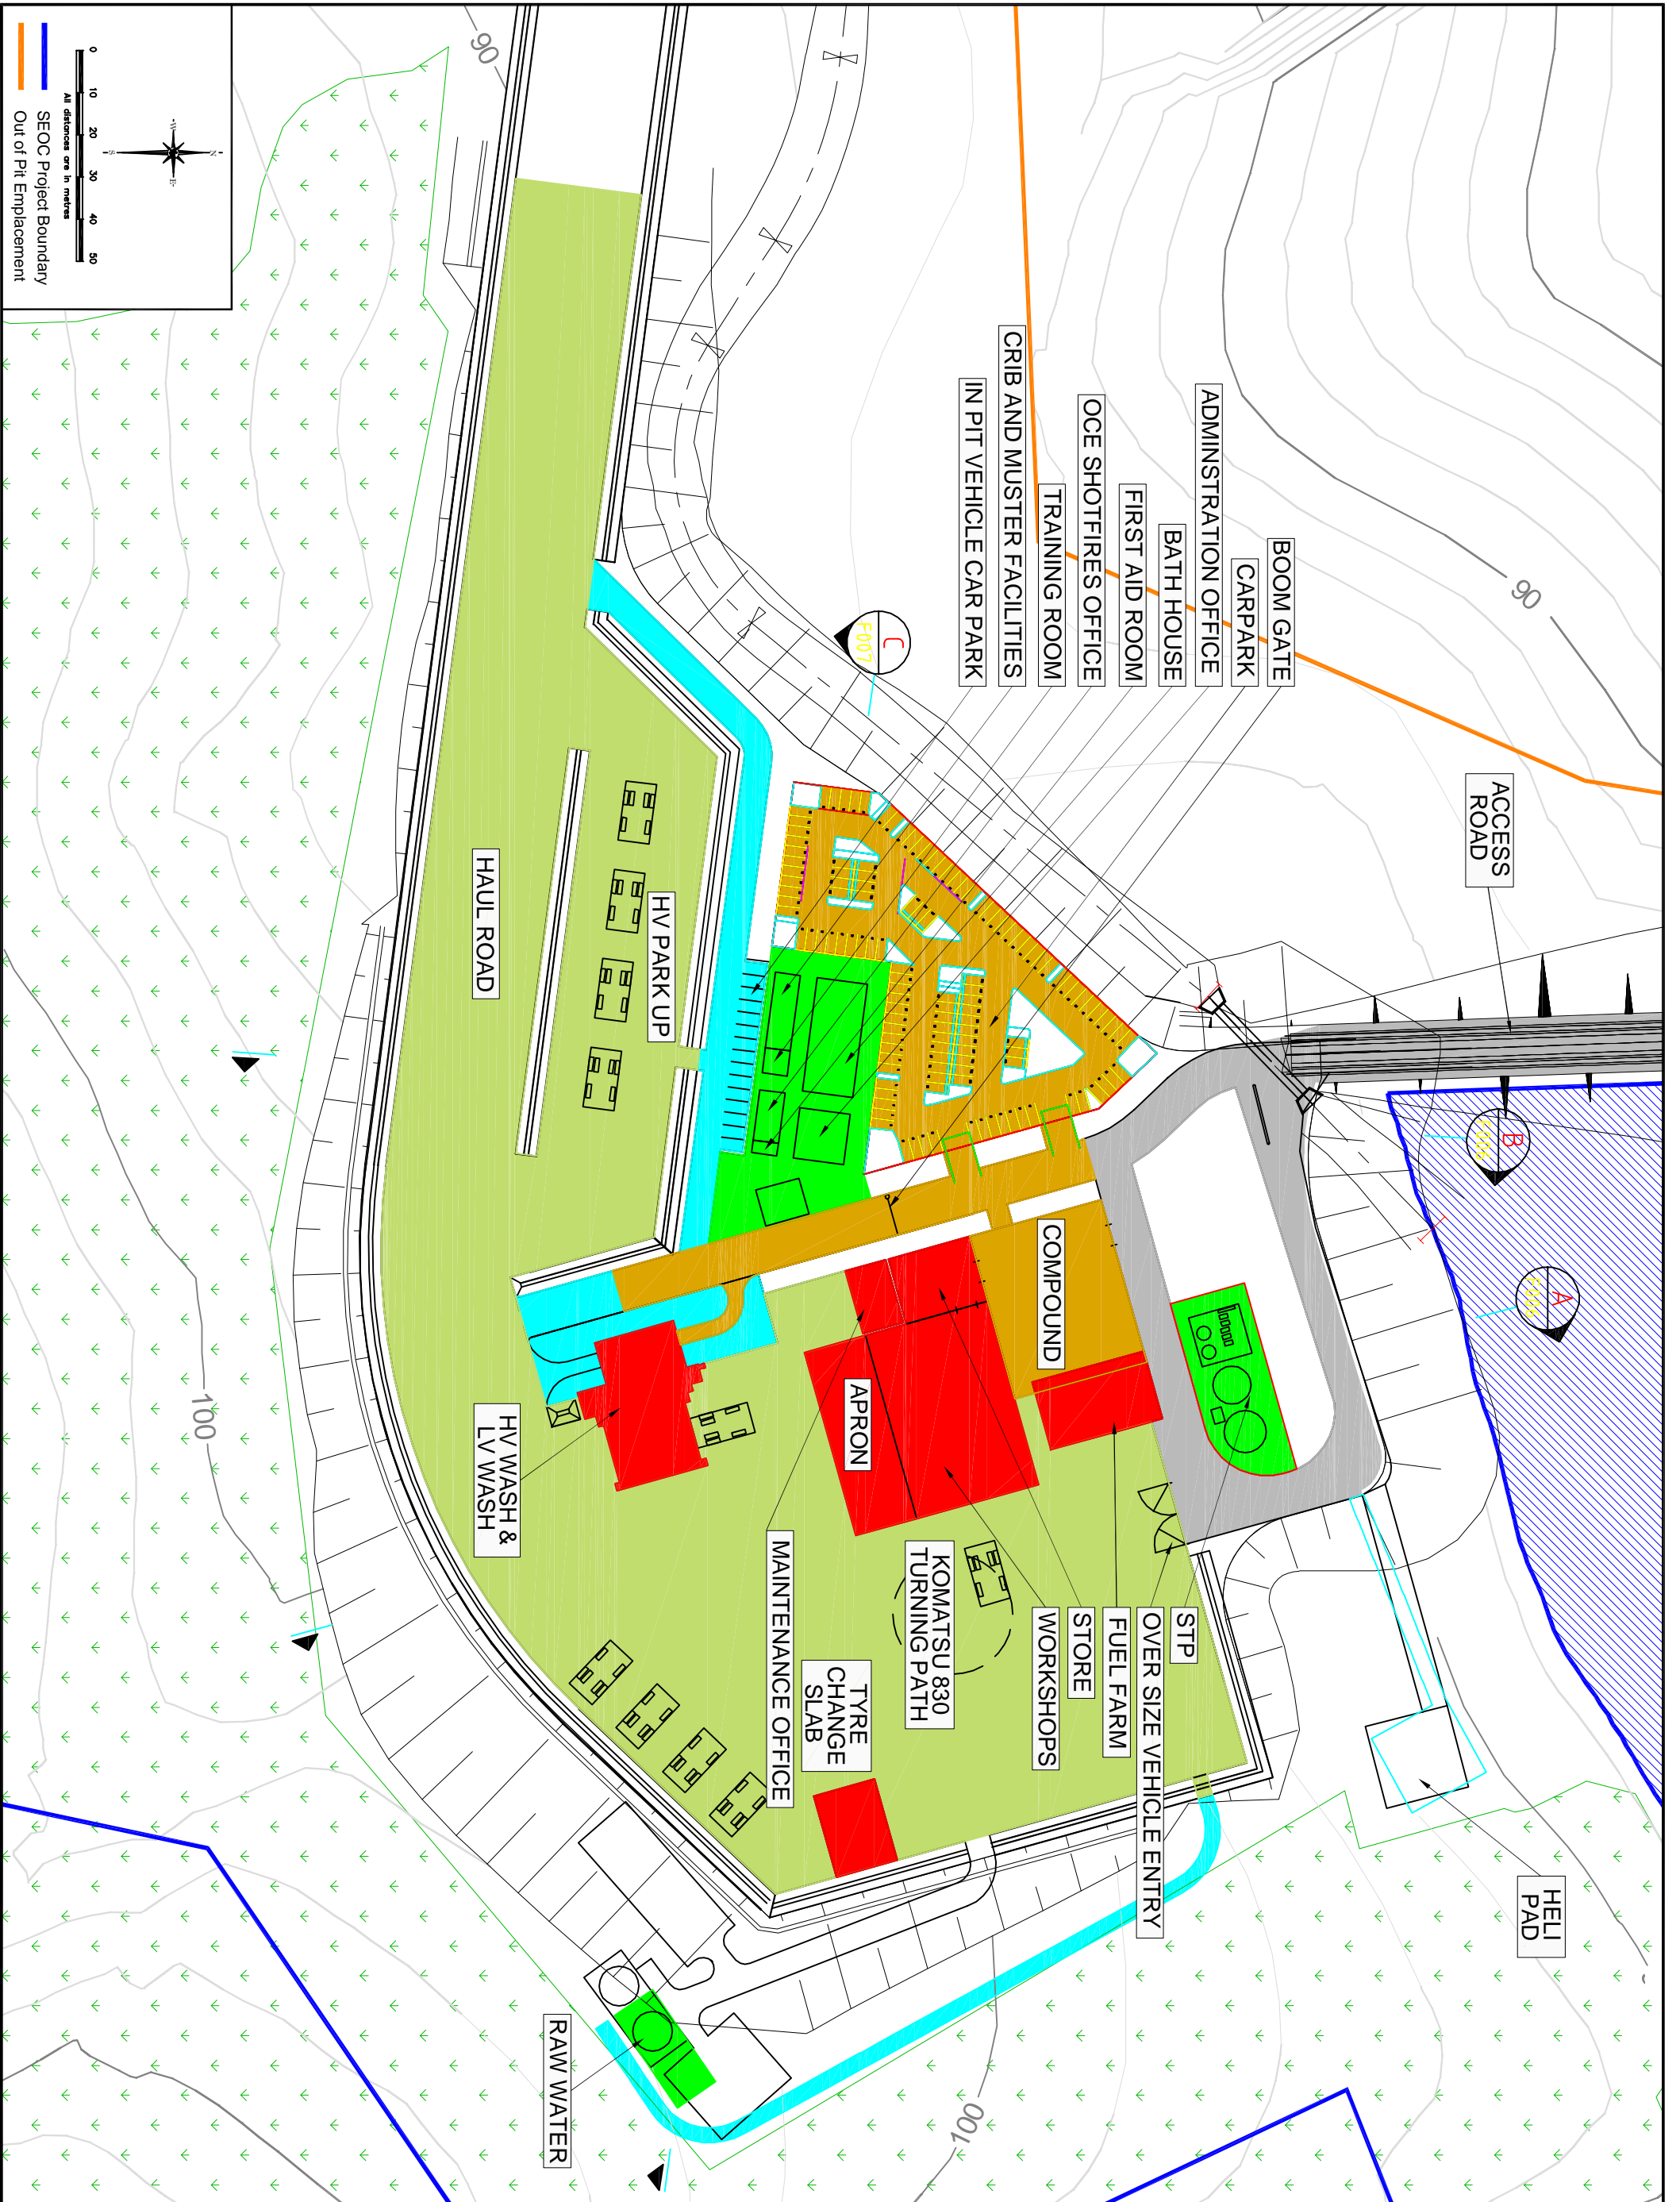 ACCESS
ROAD
HELI
PAD
A
B
C
F007
90
90
100
100
BOOM GATE
CARPARK
ADMINSTRATION OFFICE
BATH HOUSE
FIRST AID ROOM
OCE SHOTFIRES OFFICE
TRAINING ROOM
CRIB AND MUSTER FACILITIES
IN PIT VEHICLE CAR PARK
COMPOUND
APRON
STP
OVER SIZE VEHICLE ENTRY
FUEL FARM
STORE
WORKSHOPS
KOMATSU 830
TURNING PATH
TYRE
CHANGE
SLAB
MAINTENANCE OFFICE
HV PARK UP
HAUL ROAD
HV WASH &
LV WASH
RAW WATER
N
W
E
S
0 10 20 30 40 50
All distances are in metres
SEOC Project Boundary
Out of Pit Emplacement